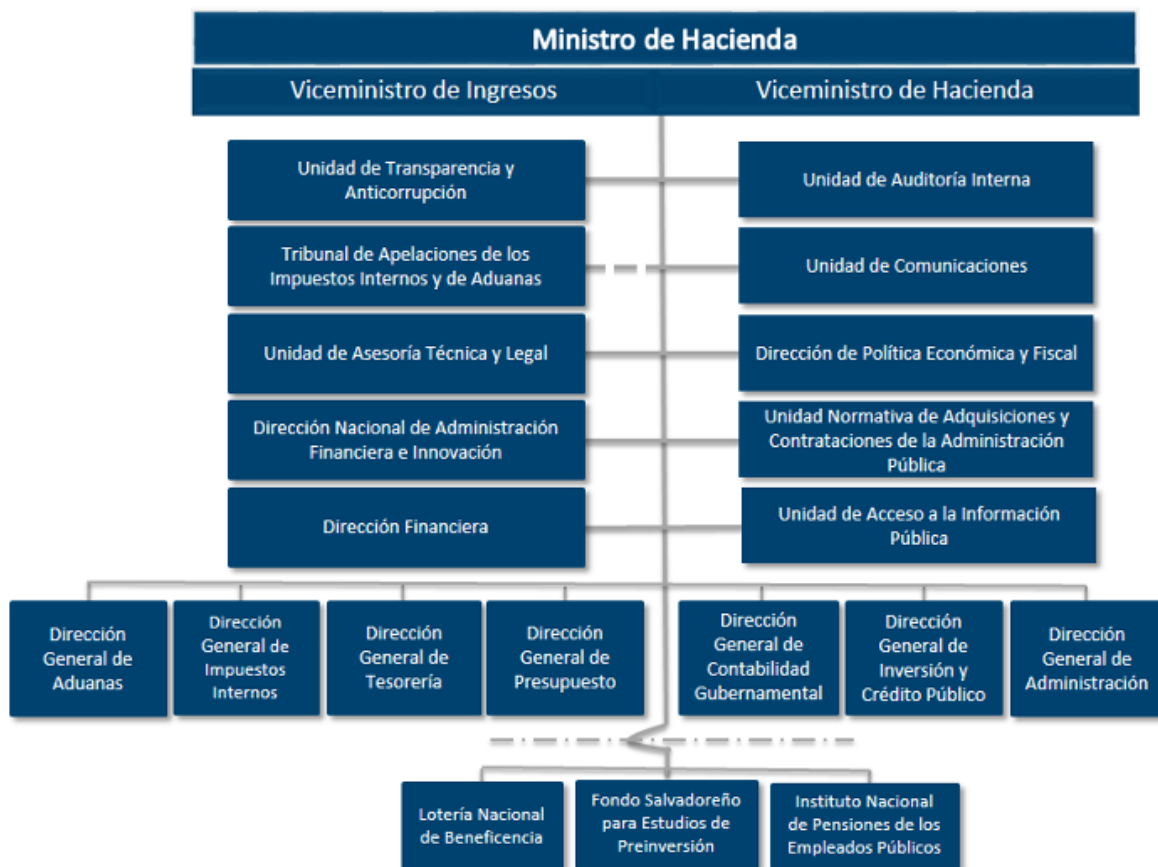 Ministro de Hacienda
Viceministro de Ingresos
Viceministro de Hacienda
Unidad de Transparencia y
Anticorrupción
Unidad de Auditoría Interna
Tribunal de Apelaciones de los
Impuestos Internos y de Aduanas
Unidad de Comunicaciones
Unidad de Asesoría Técnica y Legal
Dirección de Política Económica y Fiscal
Dirección Nacional de Administración
Financiera e Innovación
Unidad Normativa de Adquisiciones y
Contrataciones de la Administración
Pública
Dirección Financiera
Unidad de Acceso a la Información
Pública
Dirección
General de
Aduanas
Dirección
General de
Impuestos
Internos
Dirección
General de
Tesorería
Dirección
General de
Presupuesto
Dirección
General de
Contabilidad
Gubernamental
Dirección
General de
Inversión y
Crédito Público
Dirección
General de
Administración
Lotería Nacional
de Beneficencia
Fondo Salvadoreño
para Estudios de
Preinversión
Instituto Nacional
de Pensiones de los
Empleados Públicos